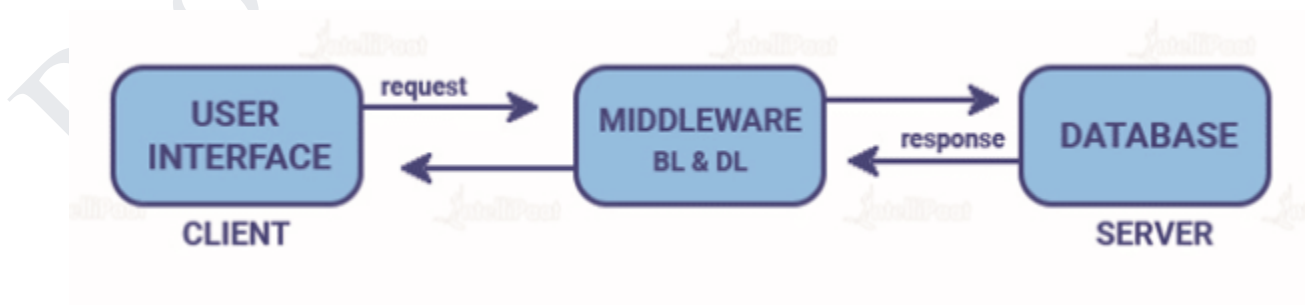 USER
INTERFACE
request
MIDDLEWARE
BL & DL
response
DATABASE
CLIENT
SERVER